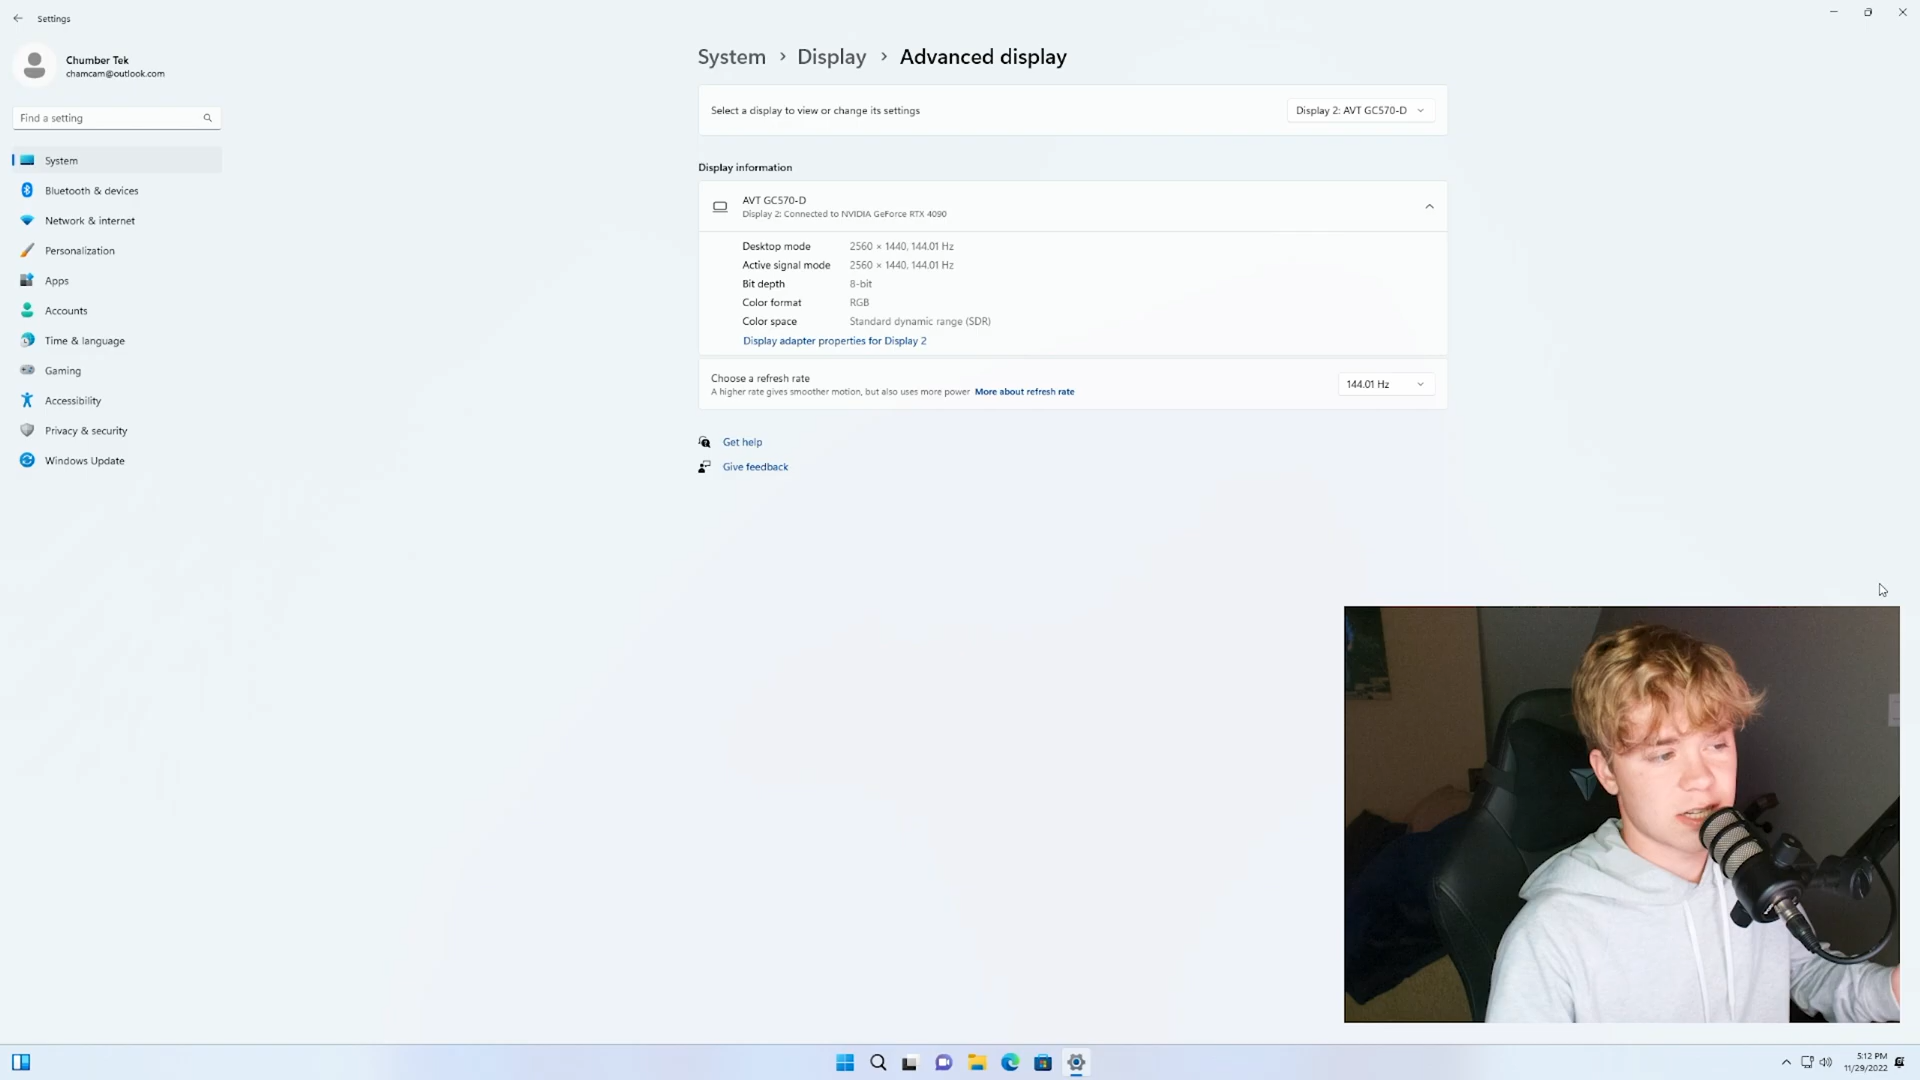 Settings
Chumber Tek
chamcam@outlook.com
Find a setting
System
Bluetooth & devices
Network & internet
Personalization
Apps
Accounts
Time & language
Gaming
Accessibility
Privacy & security
Windows Update
System > Display > Advanced display
Select a display to view or change its settings
Display 2: AVT GC570-D
Display information
AVT GC570-D
Display 2: Connected to NVIDIA GeForce RTX 4090
Desktop mode 2560 × 1440, 144.01 Hz
Active signal mode 2560 × 1440, 144.01 Hz
Bit depth 8-bit
Color format RGB
Color space Standard dynamic range (SDR)
Display adapter properties for Display 2
Choose a refresh rate
A higher rate gives smoother motion, but also uses more power More about refresh rate
144.01 Hz
Get help
Give feedback
5:12 PM
11/29/2022